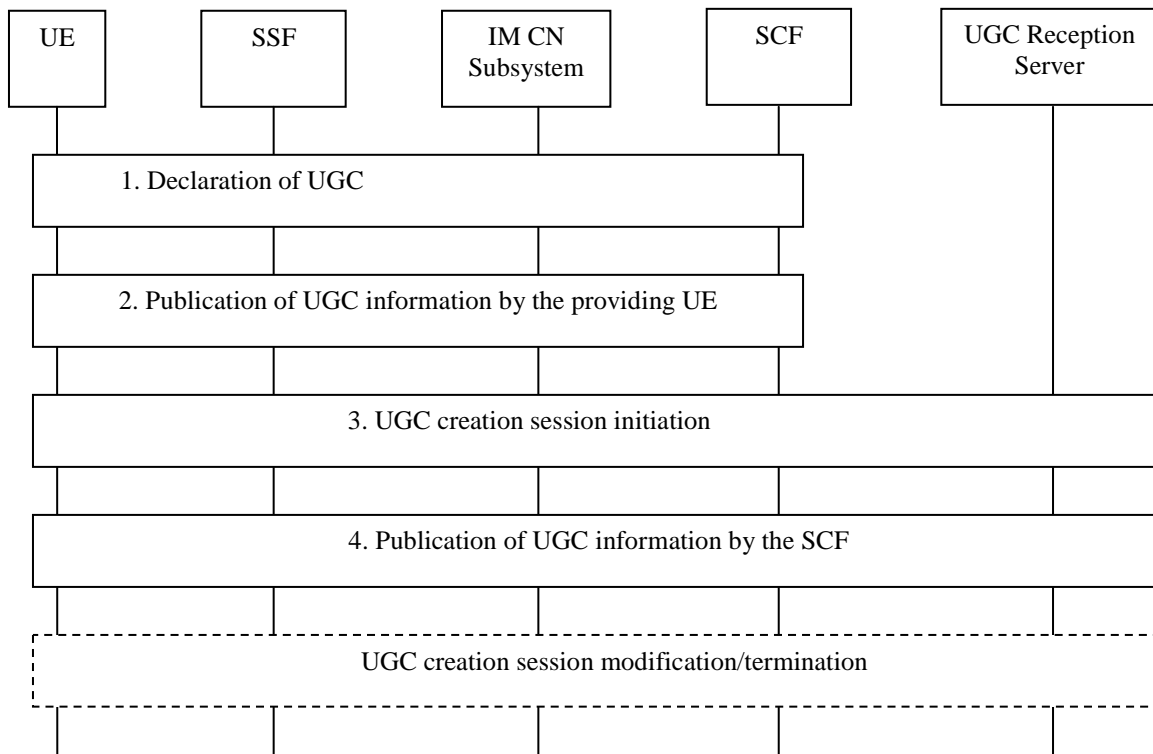 UE
SSF
IM CN
Subsystem
SCF
UGC Reception
Server
1. Declaration of UGC
2. Publication of UGC information by the providing UE
3. UGC creation session initiation
4. Publication of UGC information by the SCF
UGC creation session modification/termination